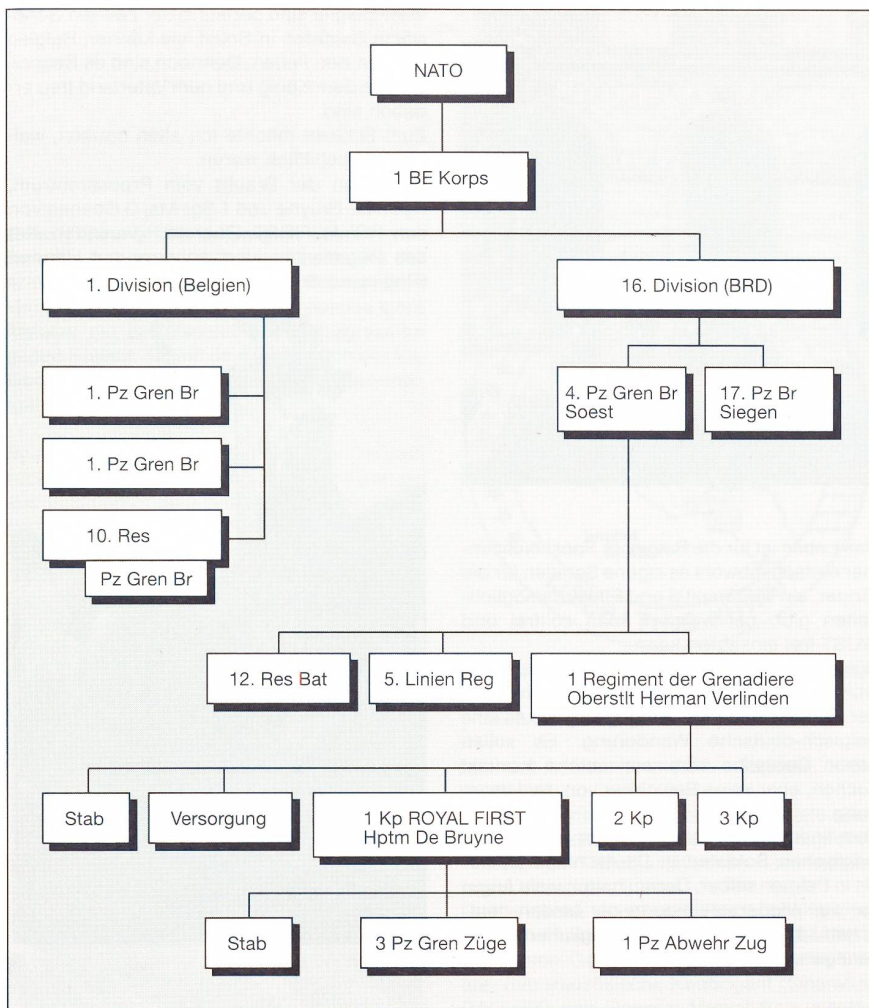 NATO
1 BE Korps
1. Division (Belgien)
16. Division (BRD)
1. Pz Gren Br
1. Pz Gren Br
10. Res
Pz Gren Br
4. Pz Gren Br
Soest
17. Pz Br
Siegen
12. Res Bat
5. Linien Reg
1 Regiment der Grenadiere
Oberstlt Herman Verlinden
Stab
Versorgung
1 Kp ROYAL FIRST
Hptm De Bruyne
2 Kp
3 Kp
Stab
3 Pz Gren Züge
1 Pz Abwehr Zug